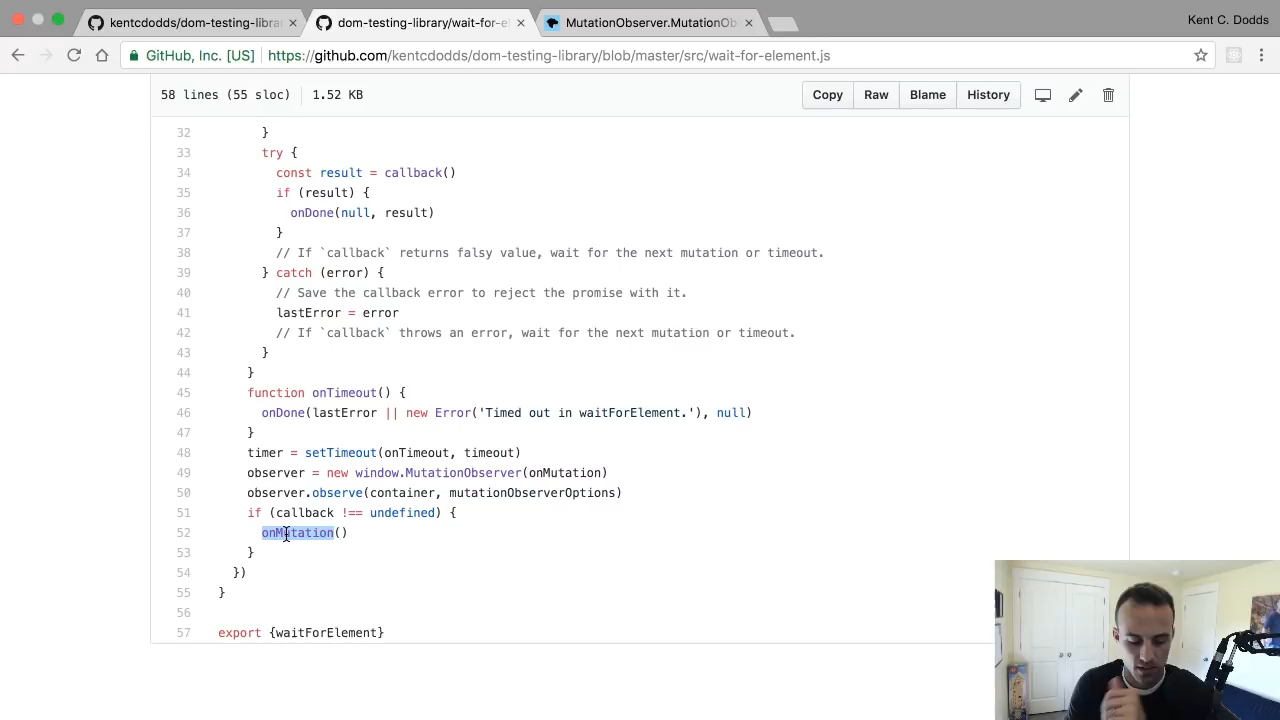 kentcdodds/dom-testing-libra
dom-testing-library/wait-for-el
MutationObserver.MutationOb
Kent C. Dodds
GitHub, Inc. [US]
https://github.com/kentcdodds/dom-testing-library/blob/master/src/wait-for-element.js
58 lines (55 sloc) 1.52 KB
Copy Raw Blame History
32 }
33 try {
34 const result = callback()
35 if (result) {
36 onDone(null, result)
37 }
38 // If `callback` returns falsy value, wait for the next mutation or timeout.
39 } catch (error) {
40 // Save the callback error to reject the promise with it.
41 lastError = error
42 // If `callback` throws an error, wait for the next mutation or timeout.
43 }
44 }
45 function onTimeout() {
46 onDone(lastError || new Error('Timed out in waitForElement.'), null)
47 }
48 timer = setTimeout(onTimeout, timeout)
49 observer = new window.MutationObserver(onMutation)
50 observer.observe(container, mutationObserverOptions)
51 if (callback !== undefined) {
52 onMutation()
53 }
54 })
55 }
56
57 export {waitForElement}